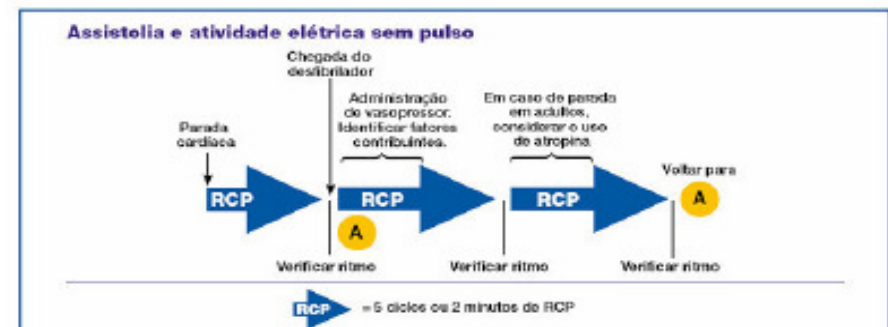 Assistolia e atividade elétrica sem pulso
Chegada do
desfibrilador
Administração
de vasopressor.
Identificar fatores
contribuintes.
Em caso de parada
em adultos,
considerar o uso
de atropina
Parada
cardíaca
Voltar para
RCP
RCP
RCP
A
A
Verificar ritmo
Verificar ritmo
Verificar ritmo
RCP = 5 ciclos ou 2 minutos de RCP